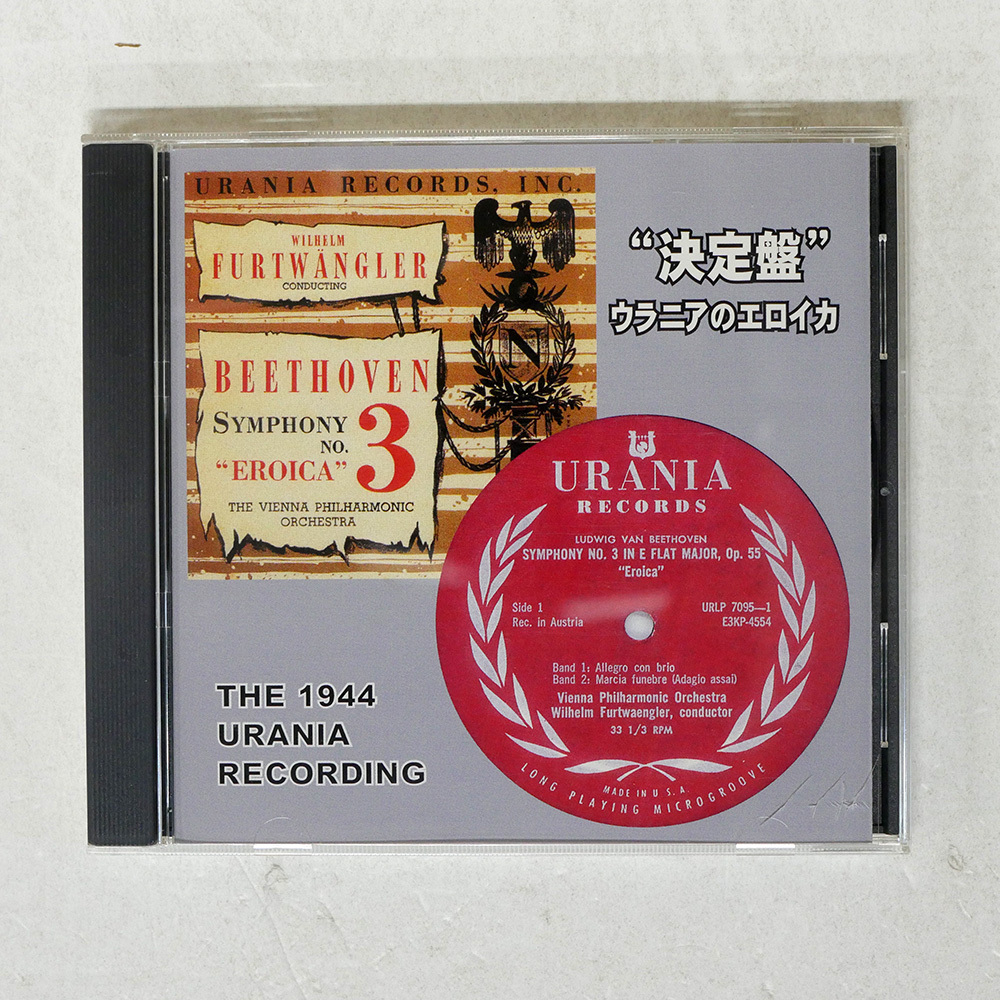 URANIA RECORDS, INC.
WILHELM
FURTWÄNGLER
CONDUCTING
N
BEETHOVEN
SYMPHONY
NO. 3
"EROICA"
THE VIENNA PHILHARMONIC
ORCHESTRA
“決定盤”
ウラニアのエロイカ
URANIA
RECORDS
LUDWIG VAN BEETHOVEN
SYMPHONY NO. 3 IN E FLAT MAJOR, Op. 55
"Eroica"
Side 1 URLP 7095—1
Rec. in Austria E3KP-4554
Band 1: Allegro con brio
Band 2: Marcia funebre (Adagio assai)
Vienna Philharmonic Orchestra
Wilhelm Furtwaengler, conductor
33 1/3 RPM
MADE IN U S. A.
LONG PLAYING MICROGROOVE
THE 1944
URANIA
RECORDING